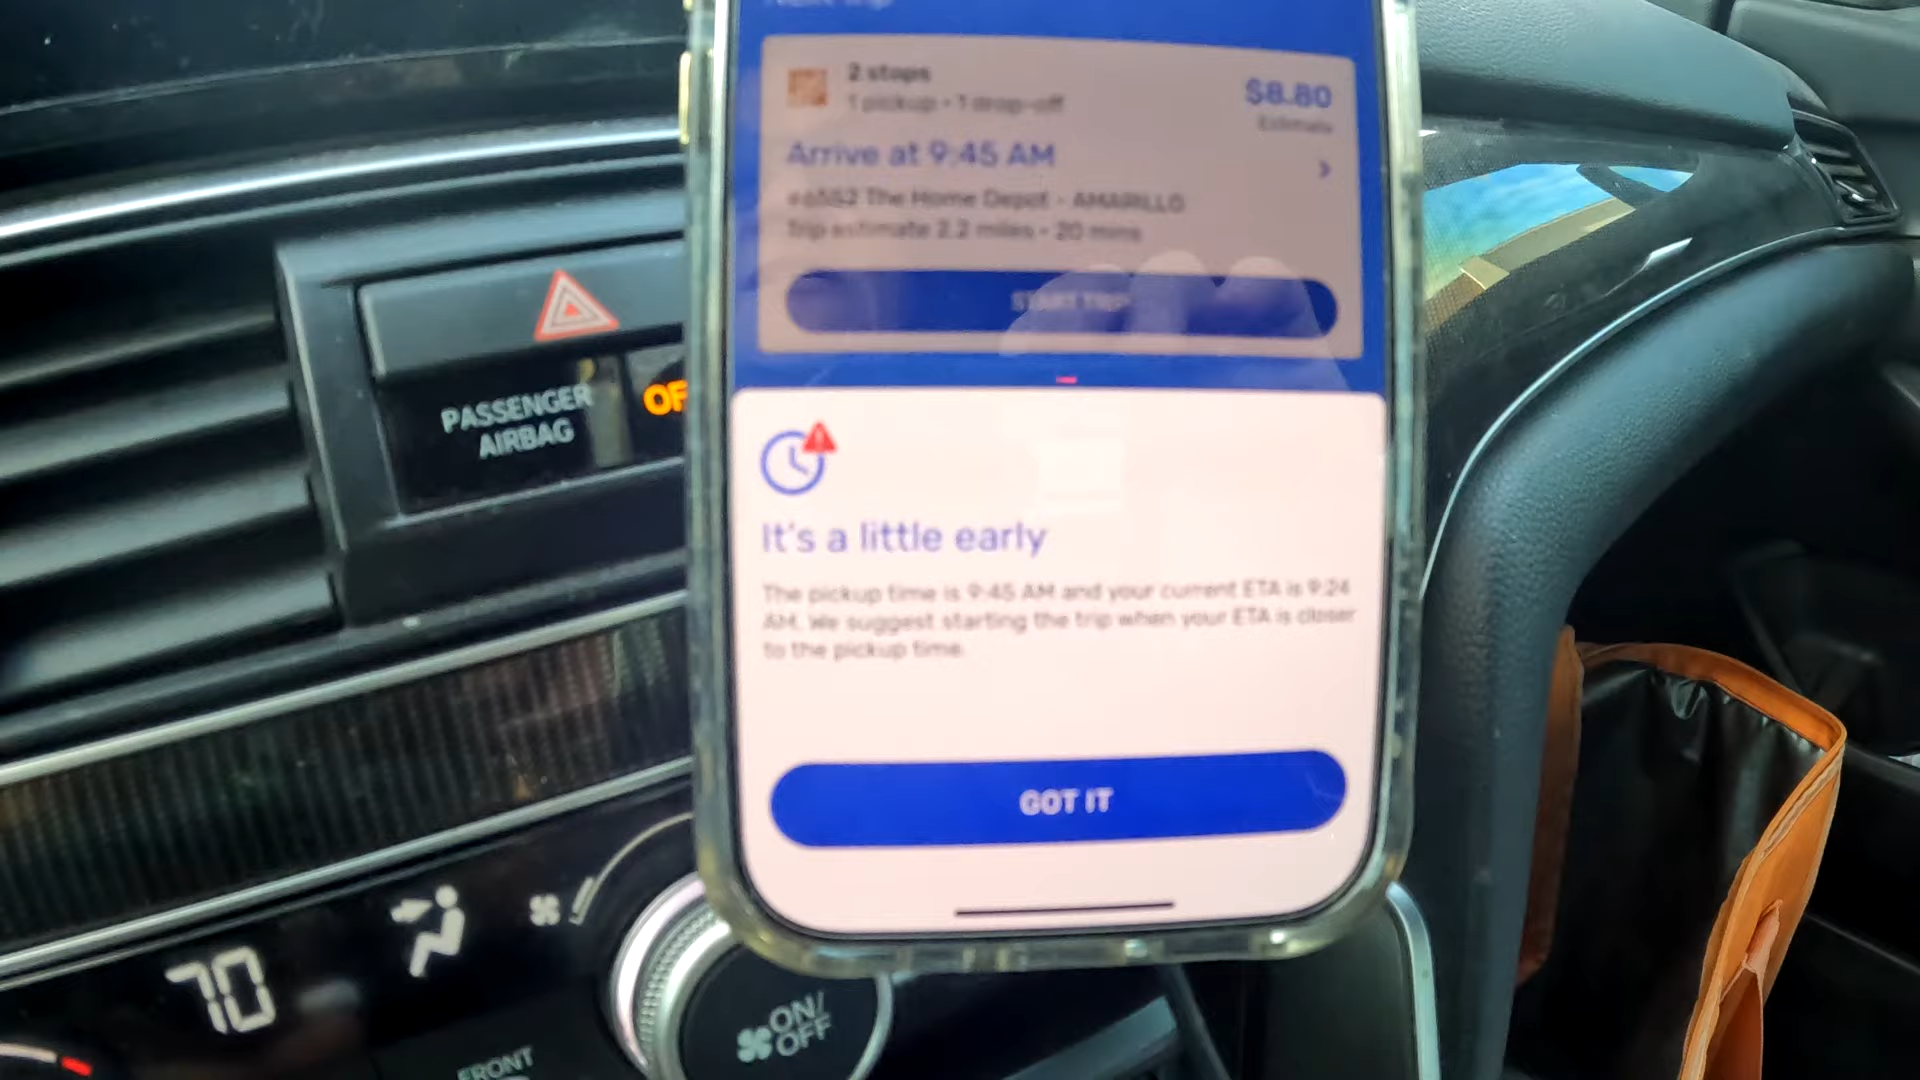 2 stops
$8.80
1 pickup • 1 drop-off
Estimate
Arrive at 9:45 AM
The Home Depot - AMARILLO
Trip estimate 2.2 miles • 20 mins
START TRIP
It's a little early
The pickup time is 9:45 AM and your current ETA is 9:24
AM. We suggest starting the trip when your ETA is closer
to the pickup time.
GOT IT
PASSENGER
AIRBAG
70
ON/
OFF
FRONT